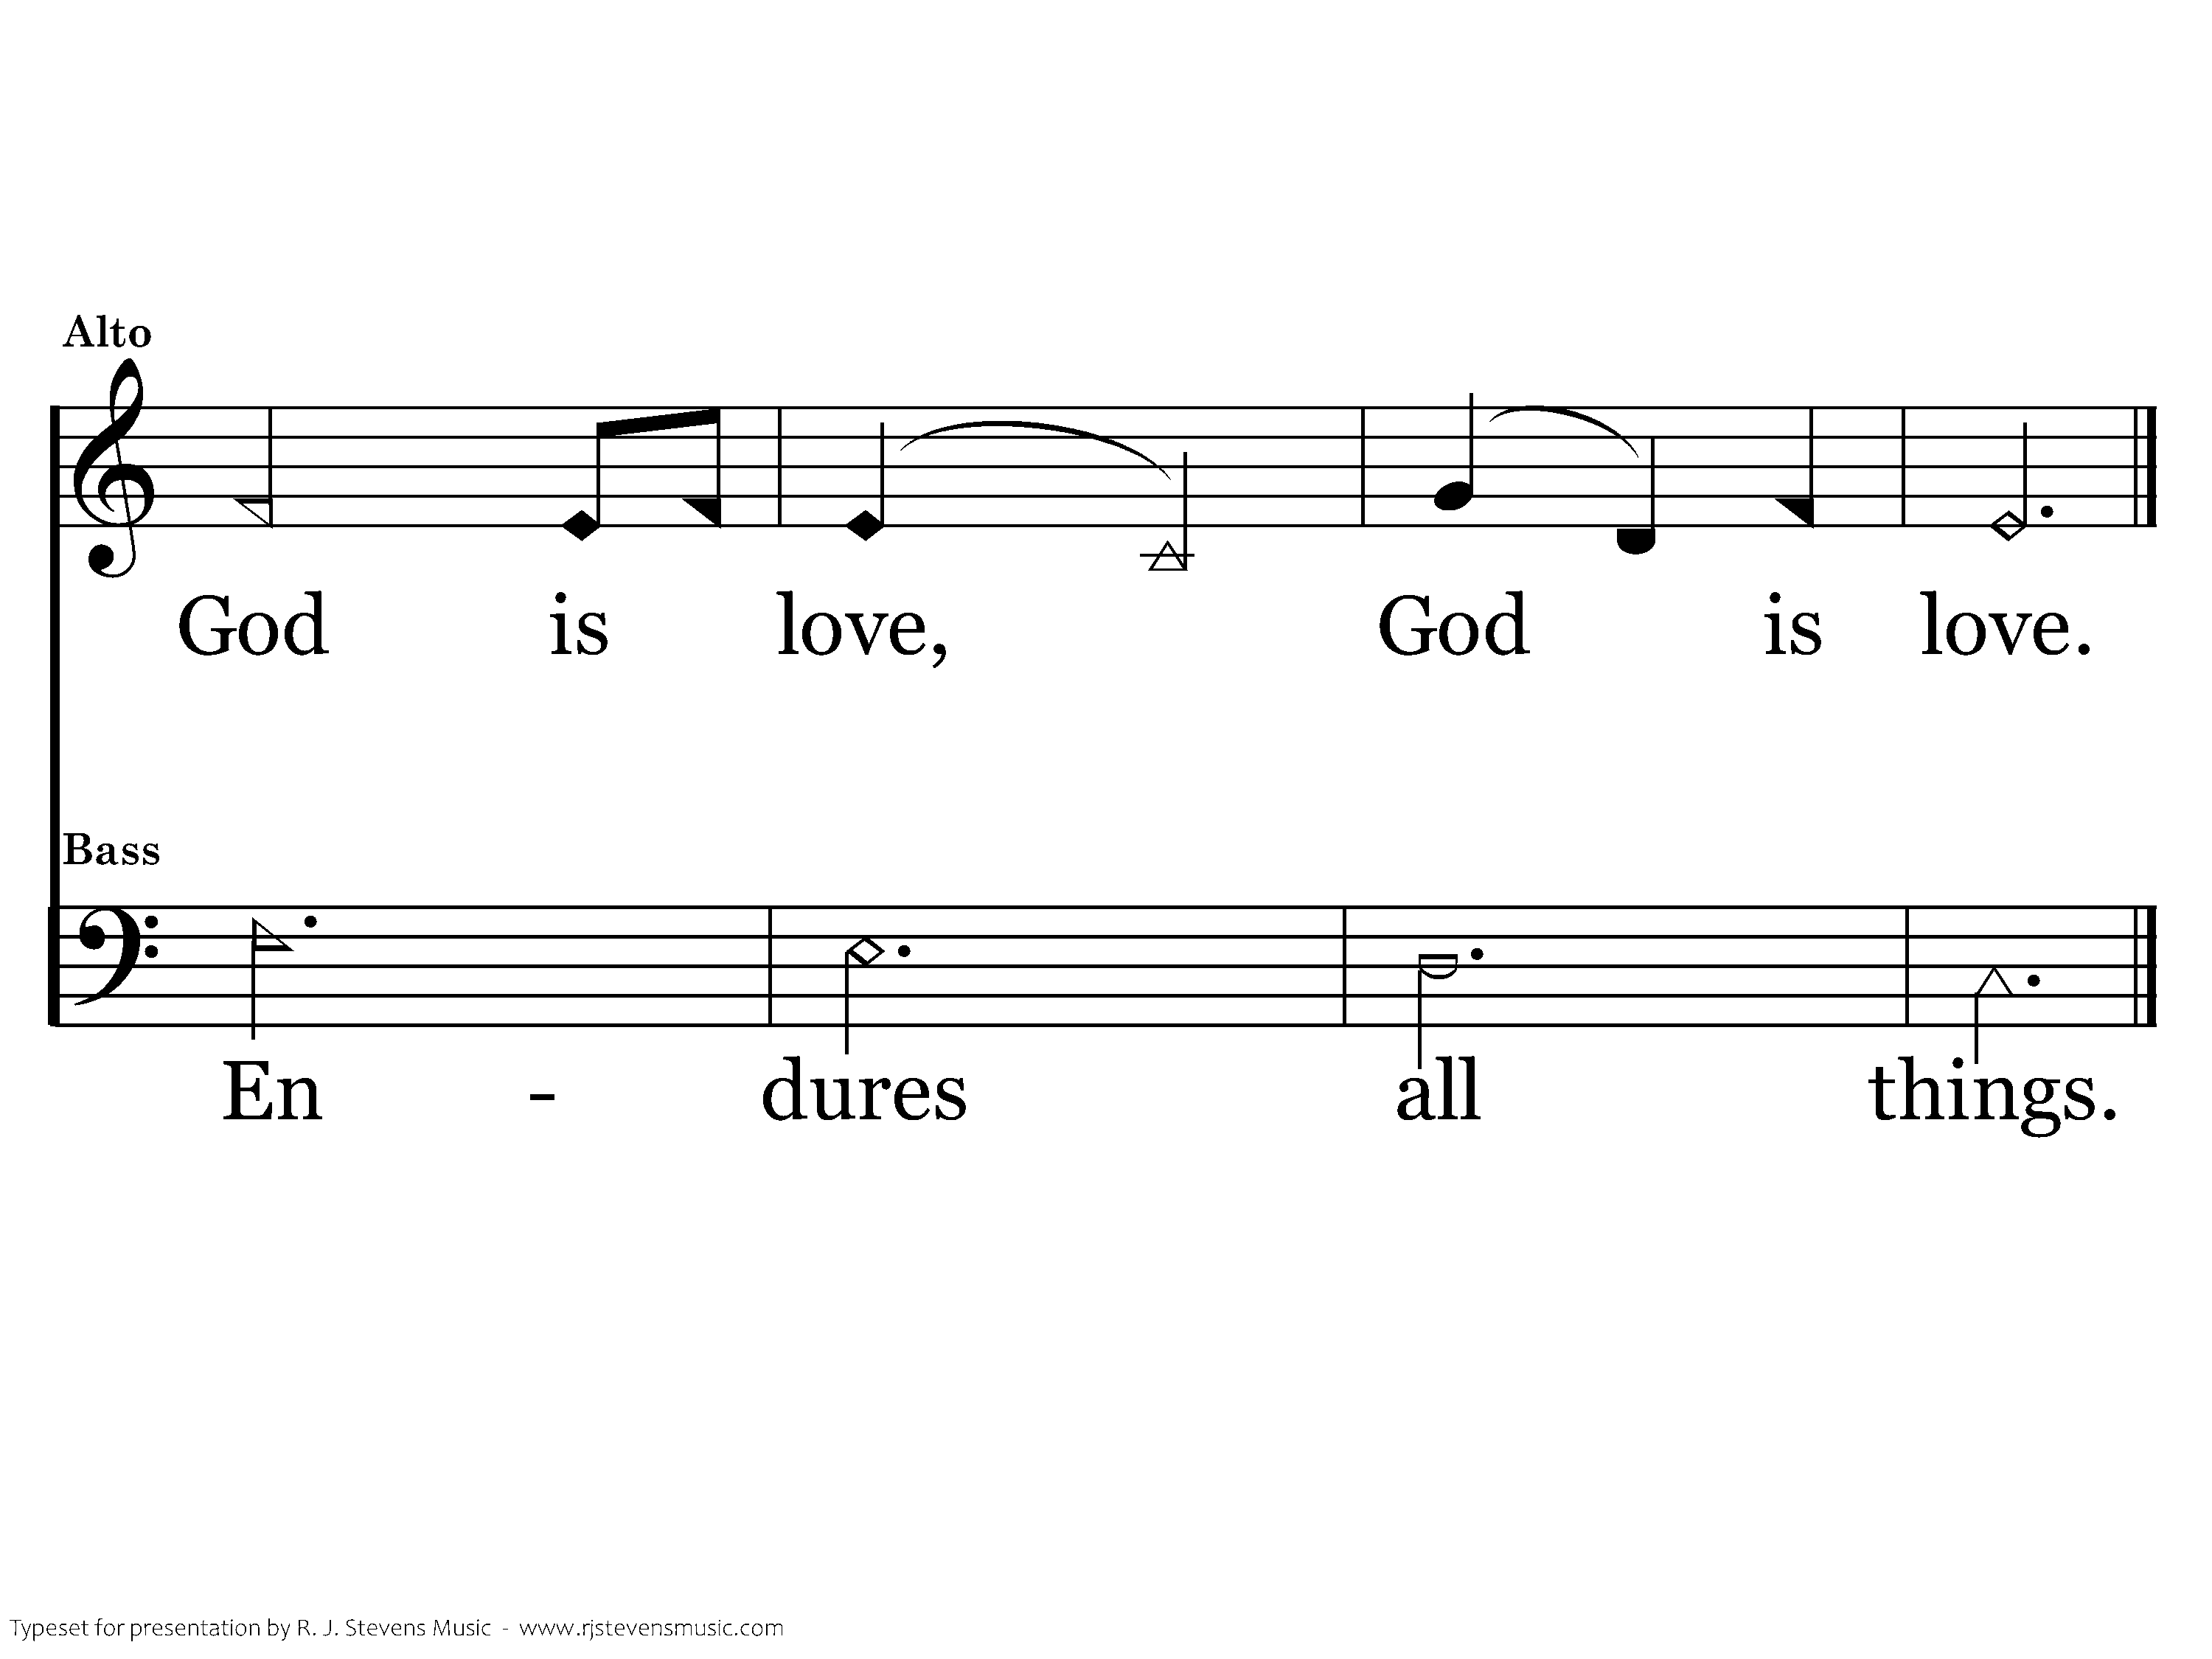 Alto
God is love, God is love.
Bass
En - dures all things.
Typeset for presentation by R. J. Stevens Music - www.rjstevensmusic.com